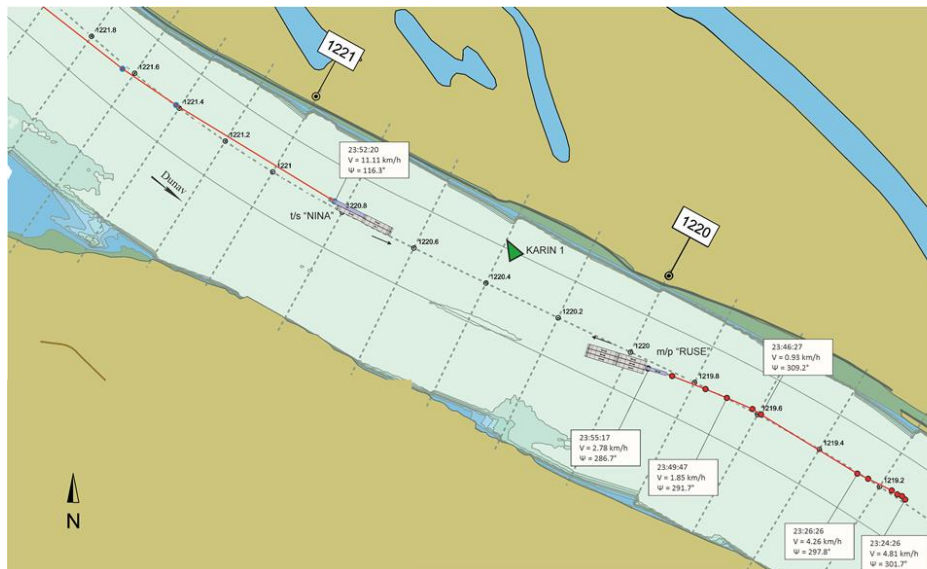 1221.8
1221
1221.6
1221.4
1221.2
23:52:20
V = 11.11 km/h
Ψ = 116.3°
1221
Dunav
1220.8
t/s "NINA"
1220
1220.6
KARIN 1
1220.4
1220.2
23:46:27
V = 0.93 km/h
Ψ = 309.2°
1220
m/p "RUSE"
1219.8
1219.6
23:55:17
V = 2.78 km/h
Ψ = 286.7°
1219.4
23:49:47
V = 1.85 km/h
Ψ = 291.7°
1219.2
N
23:26:26
V = 4.26 km/h
Ψ = 297.8°
23:24:26
V = 4.81 km/h
Ψ = 301.7°